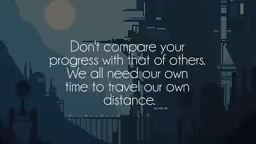 Don't compare your
progress with that of others.
We all need our own
time to travel our own
distance.